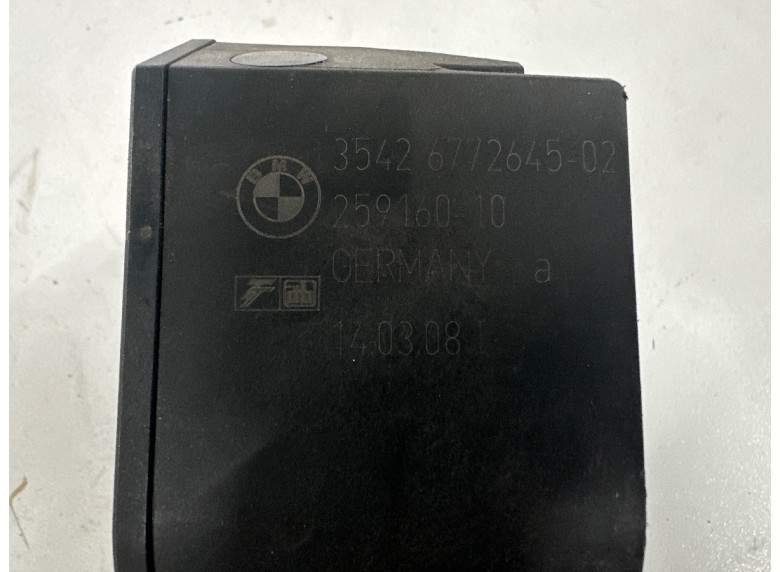 BMW
3542 6772645-02
259160-10
GERMANY a
14.03.08 I